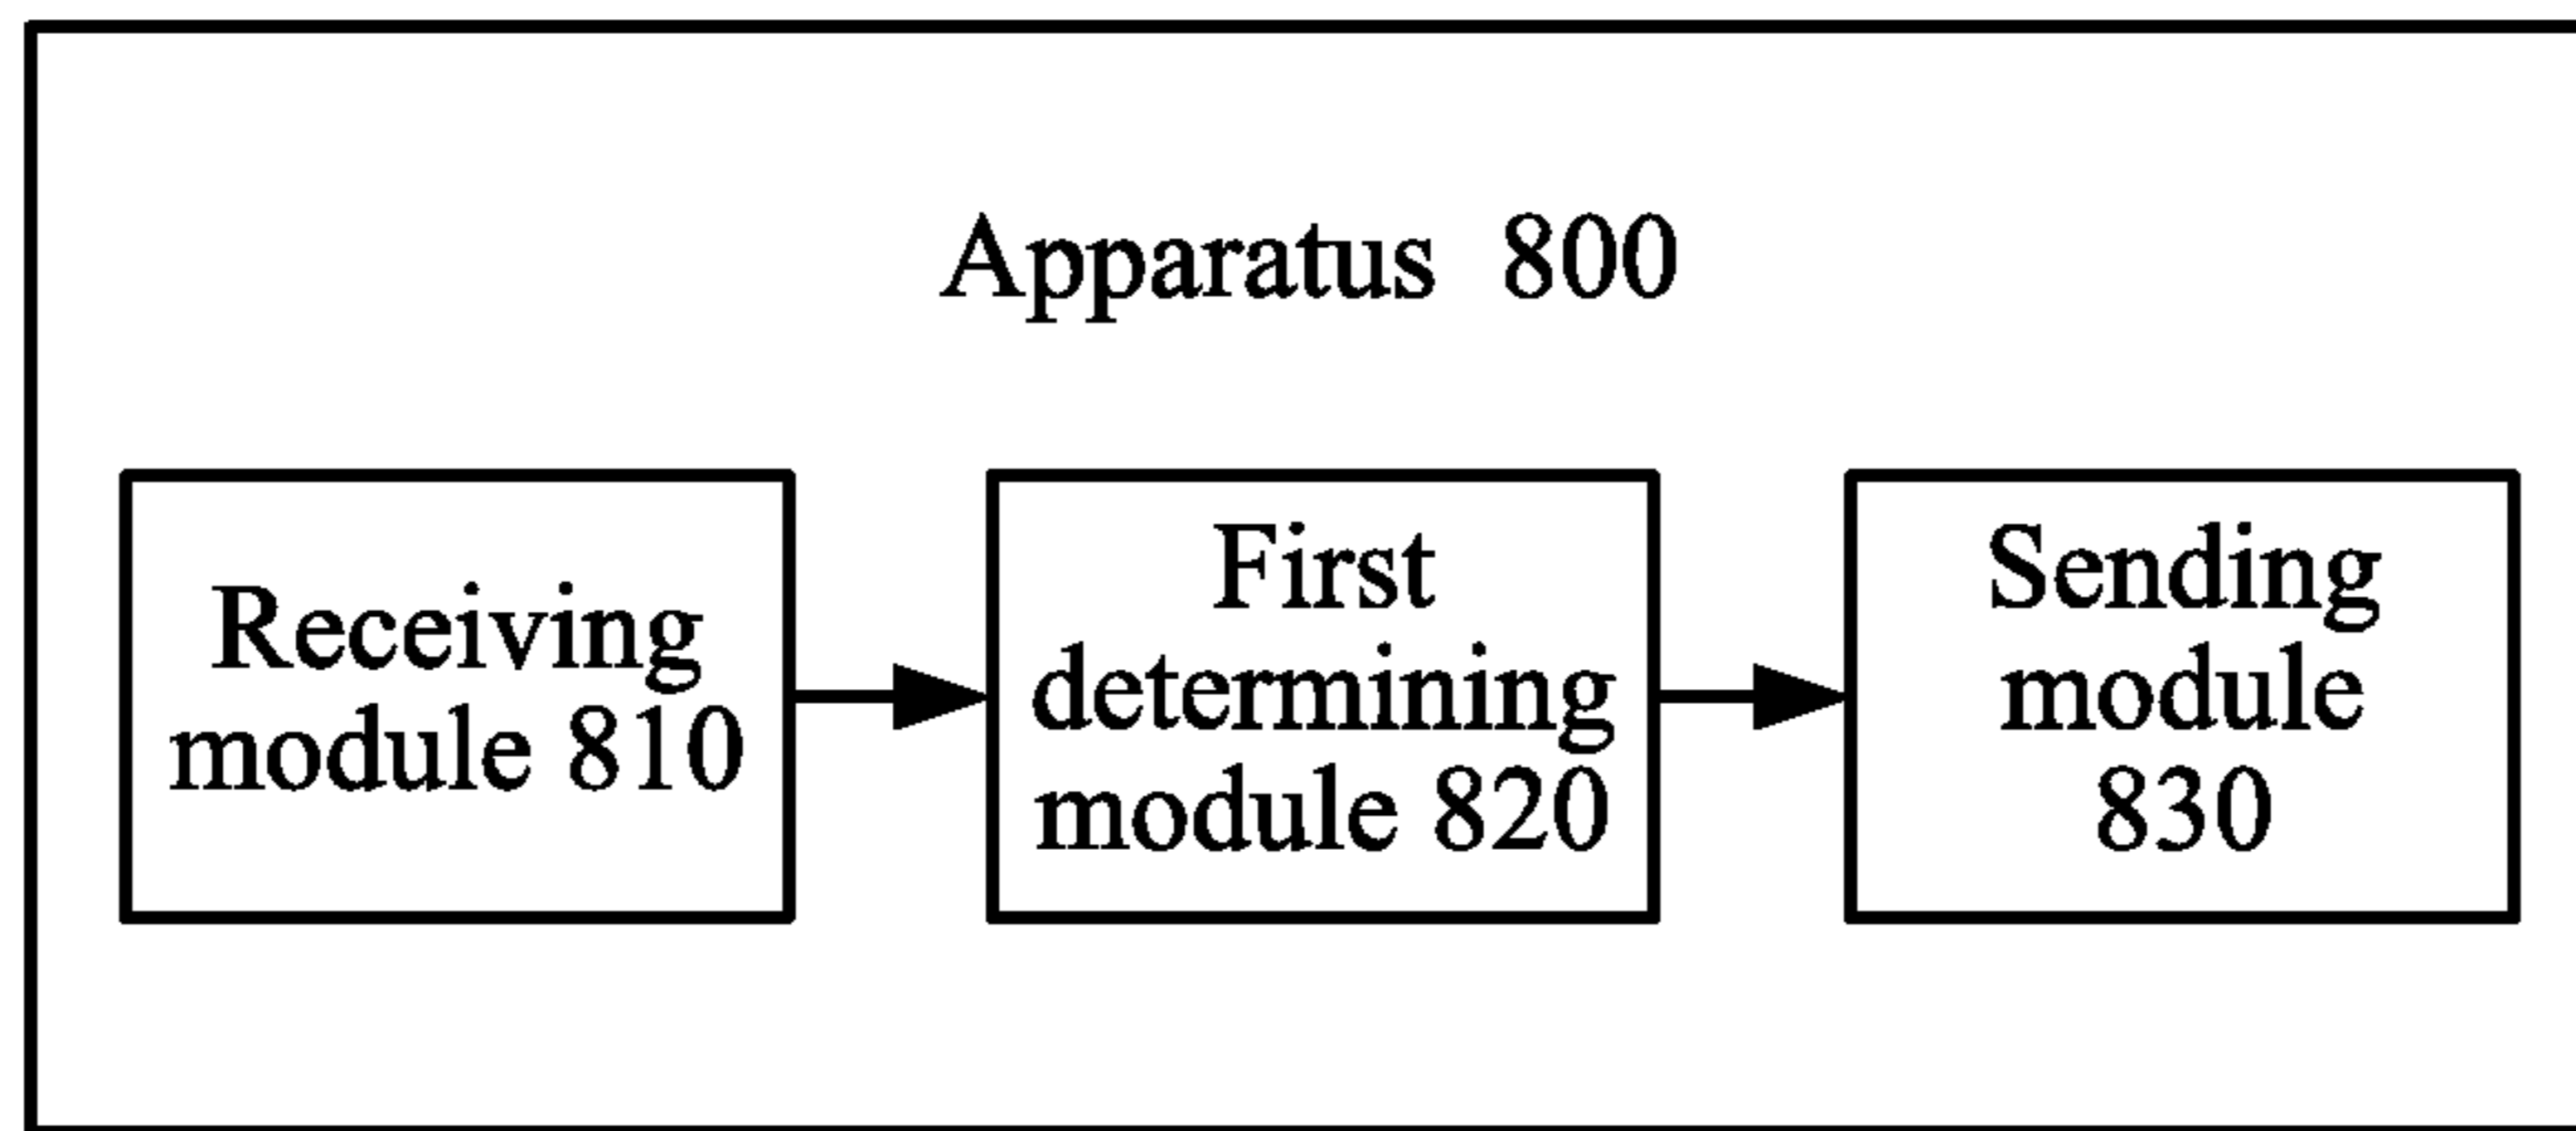 Apparatus 800
Receiving
module 810
First
determining
module 820
Sending
module
830